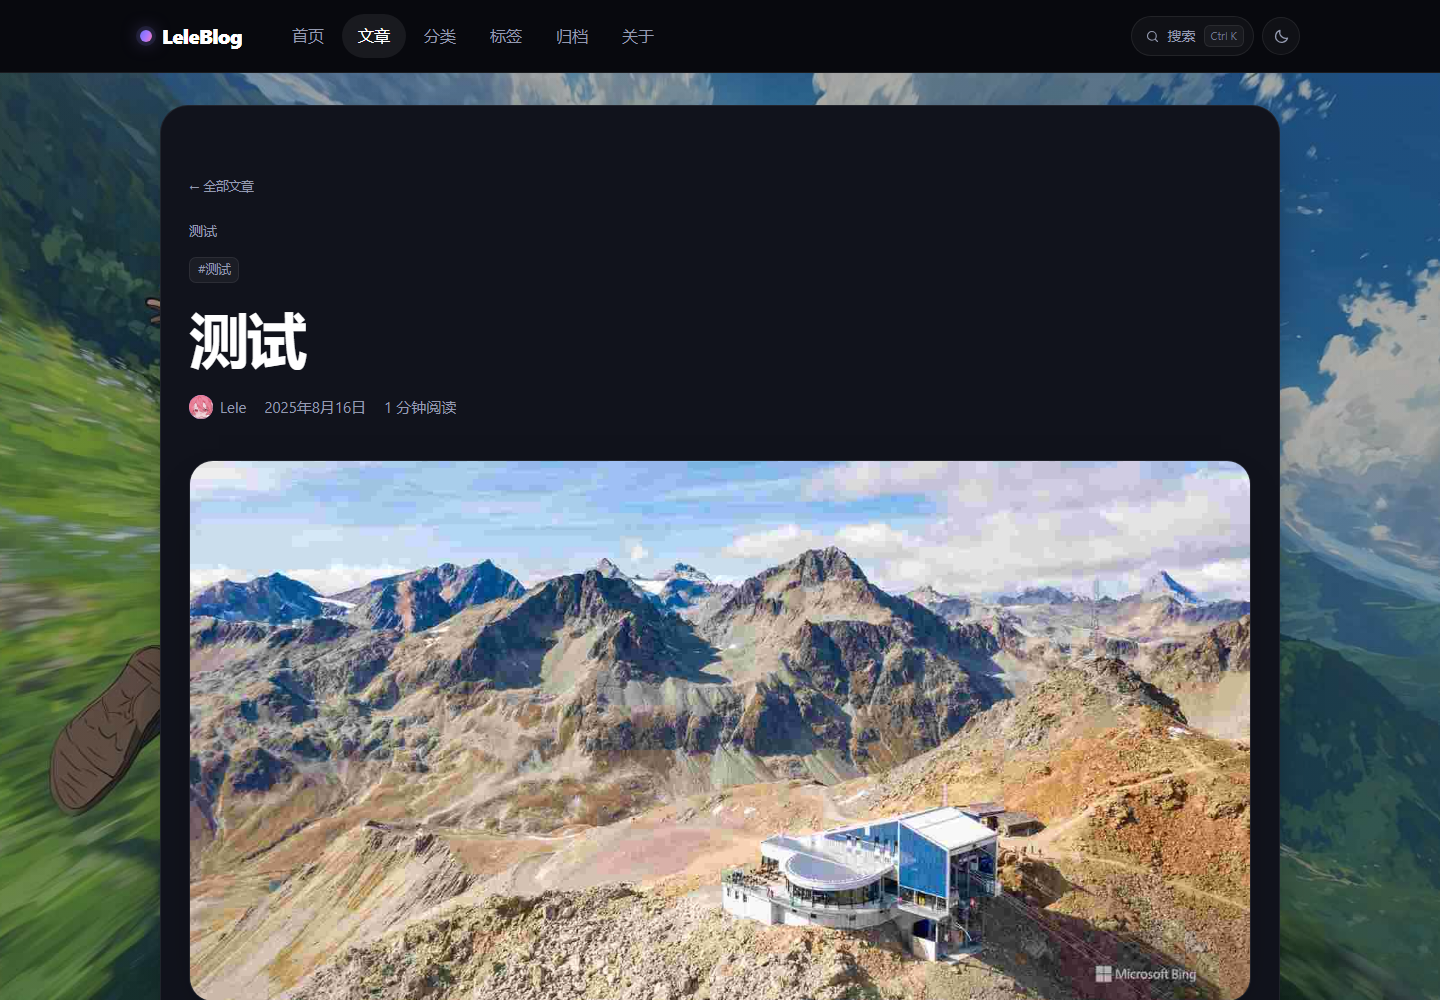 LeleBlog 首页 文章 分类 标签 归档 关于 搜索 Ctrl K
← 全部文章
测试
#测试
测试
Lele 2025年8月16日 1 分钟阅读
Microsoft Bing